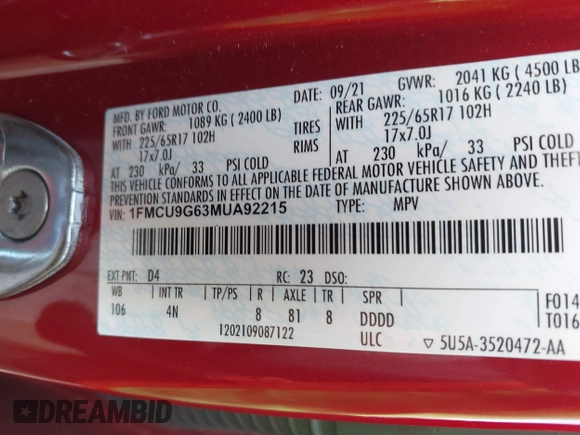 MFD. BY FORD MOTOR CO.
DATE: 09/21
GVWR: 2041 KG ( 4500 LB
FRONT GAWR: 1089 KG ( 2400 LB)
REAR GAWR: 1016 KG ( 2240 LB)
WITH 225/65R17 102H TIRES WITH 225/65R17 102H
17x7.0J RIMS 17x7.0J
AT 230 kPa/ 33 PSI COLD AT 230 kPa/ 33 PSI COLD
THIS VEHICLE CONFORMS TO ALL APPLICABLE FEDERAL MOTOR VEHICLE SAFETY AND THEFT
PREVENTION STANDARDS IN EFFECT ON THE DATE OF MANUFACTURE SHOWN ABOVE.
VIN: 1FMCU9G63MUA92215 TYPE: MPV
EXT PNT: D4 RC: 23 DSO:
WB INT TR TP/PS R AXLE TR SPR
106 4N 8 81 8 DDDD
F014
T016
1202109087122 ULC ▽ 5U5A-3520472-AA
DREAMBID